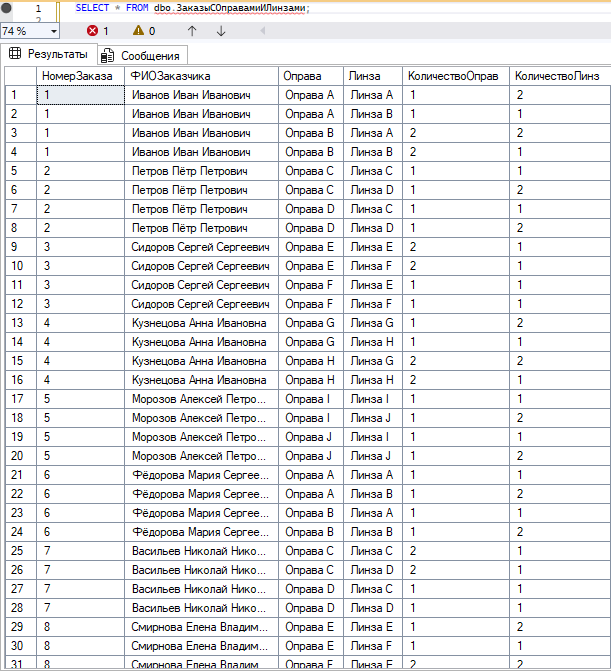 1 SELECT * FROM dbo.ЗаказыСОправамиИЛинзами;
2
74 % 1 0
Результаты Сообщения
НомерЗаказа ФИОЗаказчика Оправа Линза КоличествоОправ КоличествоЛинз
1 1 Иванов Иван Иванович Оправа A Линза A 1 2
2 1 Иванов Иван Иванович Оправа A Линза B 1 1
3 1 Иванов Иван Иванович Оправа B Линза A 2 2
4 1 Иванов Иван Иванович Оправа B Линза B 2 1
5 2 Петров Пётр Петрович Оправа C Линза C 1 1
6 2 Петров Пётр Петрович Оправа C Линза D 1 2
7 2 Петров Пётр Петрович Оправа D Линза C 1 1
8 2 Петров Пётр Петрович Оправа D Линза D 1 2
9 3 Сидоров Сергей Сергеевич Оправа E Линза E 2 1
10 3 Сидоров Сергей Сергеевич Оправа E Линза F 2 1
11 3 Сидоров Сергей Сергеевич Оправа F Линза E 1 1
12 3 Сидоров Сергей Сергеевич Оправа F Линза F 1 1
13 4 Кузнецова Анна Ивановна Оправа G Линза G 1 2
14 4 Кузнецова Анна Ивановна Оправа G Линза H 1 1
15 4 Кузнецова Анна Ивановна Оправа H Линза G 2 2
16 4 Кузнецова Анна Ивановна Оправа H Линза H 2 1
17 5 Морозов Алексей Петро... Оправа I Линза I 1 1
18 5 Морозов Алексей Петро... Оправа I Линза J 1 2
19 5 Морозов Алексей Петро... Оправа J Линза I 1 1
20 5 Морозов Алексей Петро... Оправа J Линза J 1 2
21 6 Фёдорова Мария Сергее... Оправа A Линза A 1 1
22 6 Фёдорова Мария Сергее... Оправа A Линза B 1 2
23 6 Фёдорова Мария Сергее... Оправа B Линза A 1 1
24 6 Фёдорова Мария Сергее... Оправа B Линза B 1 2
25 7 Васильев Николай Нико... Оправа C Линза C 2 1
26 7 Васильев Николай Нико... Оправа C Линза D 2 1
27 7 Васильев Николай Нико... Оправа D Линза C 1 1
28 7 Васильев Николай Нико... Оправа D Линза D 1 1
29 8 Смирнова Елена Владим... Оправа E Линза E 1 2
30 8 Смирнова Елена Владим... Оправа E Линза F 1 1
31 8 Смирнова Елена Владим... Оправа F Линза E 2 2